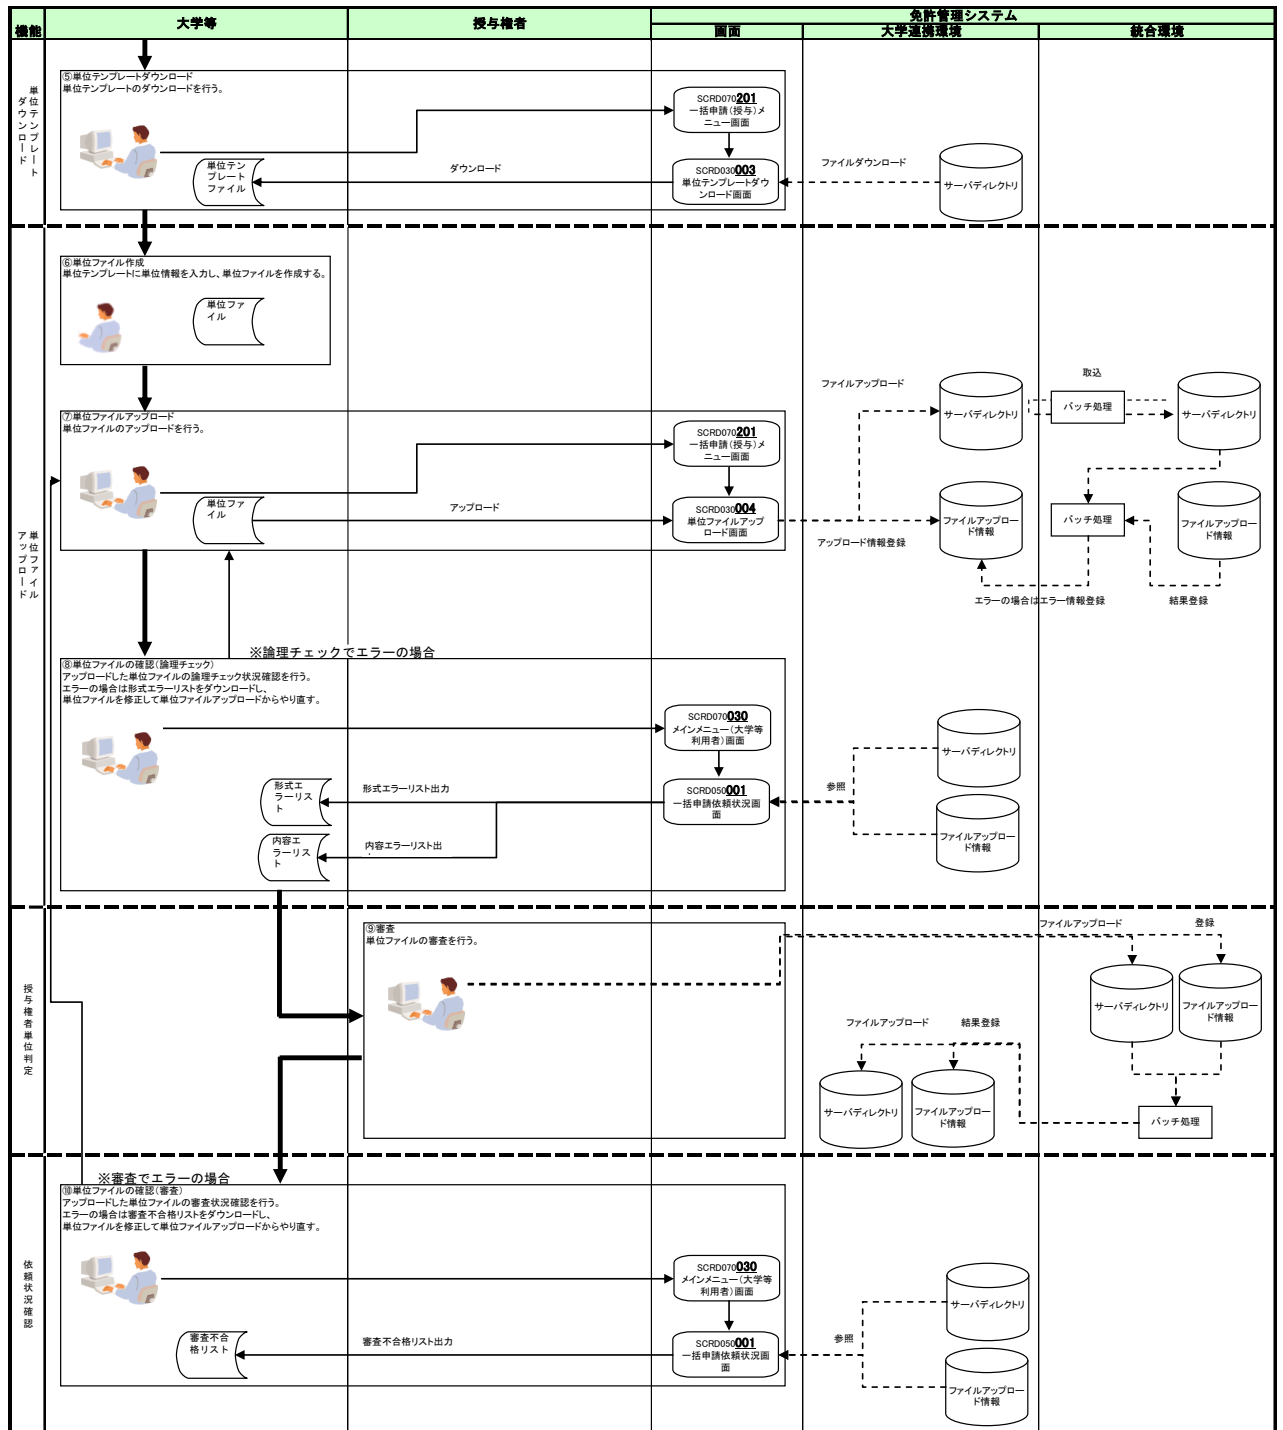 機能
大学等
授与権者
免許管理システム
画面
大学連携環境
統合環境
単位テンプレート
ダウンロード
⑤単位テンプレートダウンロード
単位テンプレートのダウンロードを行う。
SCRD070201
一括申請(授与)メ
ニュー画面
単位テン
プレート
ファイル
ダウンロード
SCRD030003
単位テンプレートダウ
ンロード画面
ファイルダウンロード
サーバディレクトリ
単位ファイル
アップロード
⑥単位ファイル作成
単位テンプレートに単位情報を入力し、単位ファイルを作成する。
単位ファ
イル
⑦単位ファイルアップロード
単位ファイルのアップロードを行う。
SCRD070201
一括申請(授与)メ
ニュー画面
単位ファ
イル
アップロード
SCRD030004
単位ファイルアップ
ロード画面
ファイルアップロード
サーバディレクトリ
取込
バッチ処理
サーバディレクトリ
アップロード情報登録
ファイルアップロー
ド情報
バッチ処理
ファイルアップロー
ド情報
エラーの場合はエラー情報登録
結果登録
※論理チェックでエラーの場合
⑧単位ファイルの確認(論理チェック)
アップロードした単位ファイルの論理チェック状況確認を行う。
エラーの場合は形式エラーリストをダウンロードし、
単位ファイルを修正して単位ファイルアップロードからやり直す。
SCRD070030
メインメニュー(大学等
利用者)画面
形式エ
ラーリス
ト
形式エラーリスト出力
SCRD050001
一括申請依頼状況画
面
内容エ
ラーリス
ト
内容エラーリスト出
参照
サーバディレクトリ
ファイルアップロー
ド情報
授与権者単位判定
⑨審査
単位ファイルの審査を行う。
ファイルアップロード
登録
サーバディレクトリ
ファイルアップロー
ド情報
ファイルアップロード
結果登録
サーバディレクトリ
ファイルアップロー
ド情報
バッチ処理
依頼状況確認
※審査でエラーの場合
⑩単位ファイルの確認(審査)
アップロードした単位ファイルの審査状況確認を行う。
エラーの場合は審査不合格リストをダウンロードし、
単位ファイルを修正して単位ファイルアップロードからやり直す。
SCRD070030
メインメニュー(大学等
利用者)画面
審査不合
格リスト
審査不合格リスト出力
SCRD050001
一括申請依頼状況画
面
参照
サーバディレクトリ
ファイルアップロー
ド情報